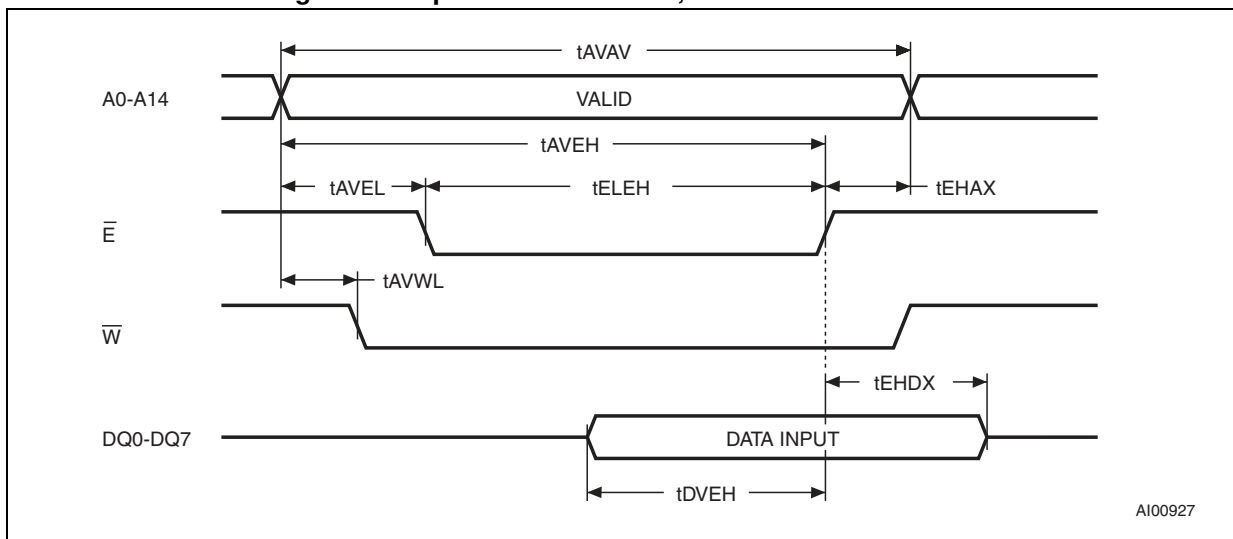 tAVAV
A0-A14 VALID
tAVEH
tAVEL tELEH tEHAX
E̅
tAVWL
W̅
tEHDX
DQ0-DQ7 DATA INPUT
tDVEH
AI00927